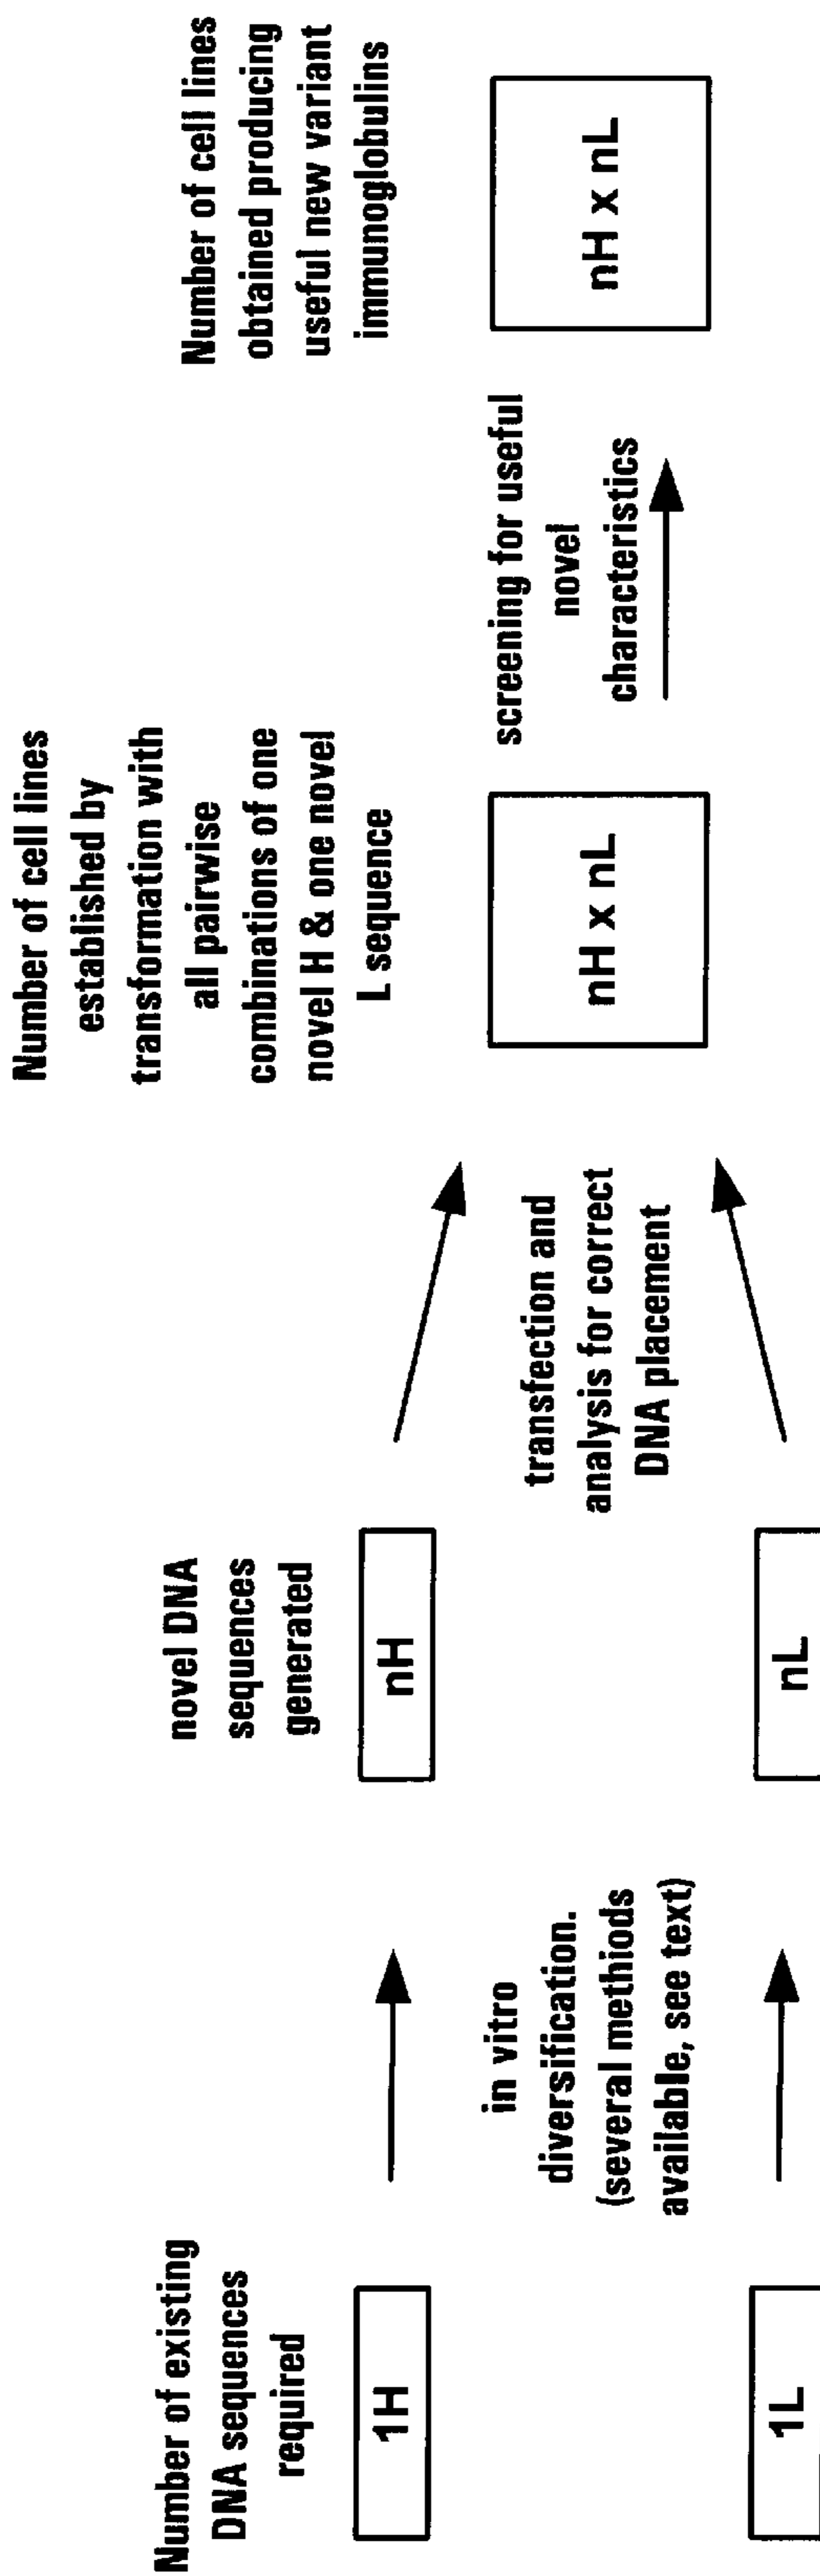 Number of existing
DNA sequences
required
1H
1L
in vitro
diversification.
(several methiods
available, see text)
novel DNA
sequences
generated
nH
nL
transfection and
analysis for correct
DNA placement
Number of cell lines
established by
transformation with
all pairwise
combinations of one
novel H & one novel
L sequence
nH x nL
screening for useful
novel
characteristics
Number of cell lines
obtained producing
useful new variant
immunoglobulins
nH x nL